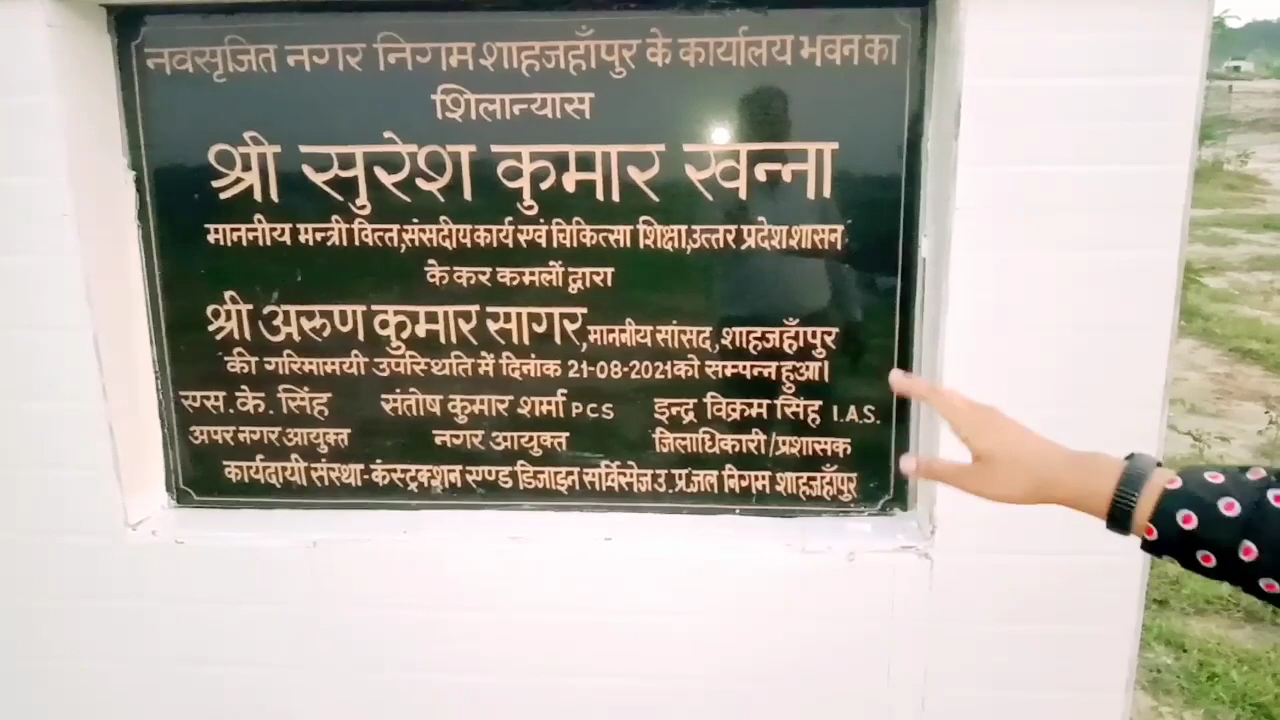 नवसृजित नगर निगम शाहजहाँपुर के कार्यालय भवन का
शिलान्यास
श्री सुरेश कुमार खन्ना
माननीय मन्त्री वित्त,संसदीय कार्य एवं चिकित्सा शिक्षा,उत्तर प्रदेश शासन
के कर कमलों द्वारा
श्री अरूण कुमार सागर,माननीय सांसद,शाहजहाँपुर
की गरिमामयी उपस्थिति में दिनांक 21-08-2021को सम्पन्न हुआ।
एस.के. सिंह संतोष कुमार शर्मा PCS इन्द्र विक्रम सिंह I.A.S.
अपर नगर आयुक्त नगर आयुक्त जिलाधिकारी/प्रशासक
कार्यदायी संस्था-कंस्ट्रक्शन एण्ड डिजाइन सर्विसेज उ.प्र.जल निगम शाहजहाँपुर